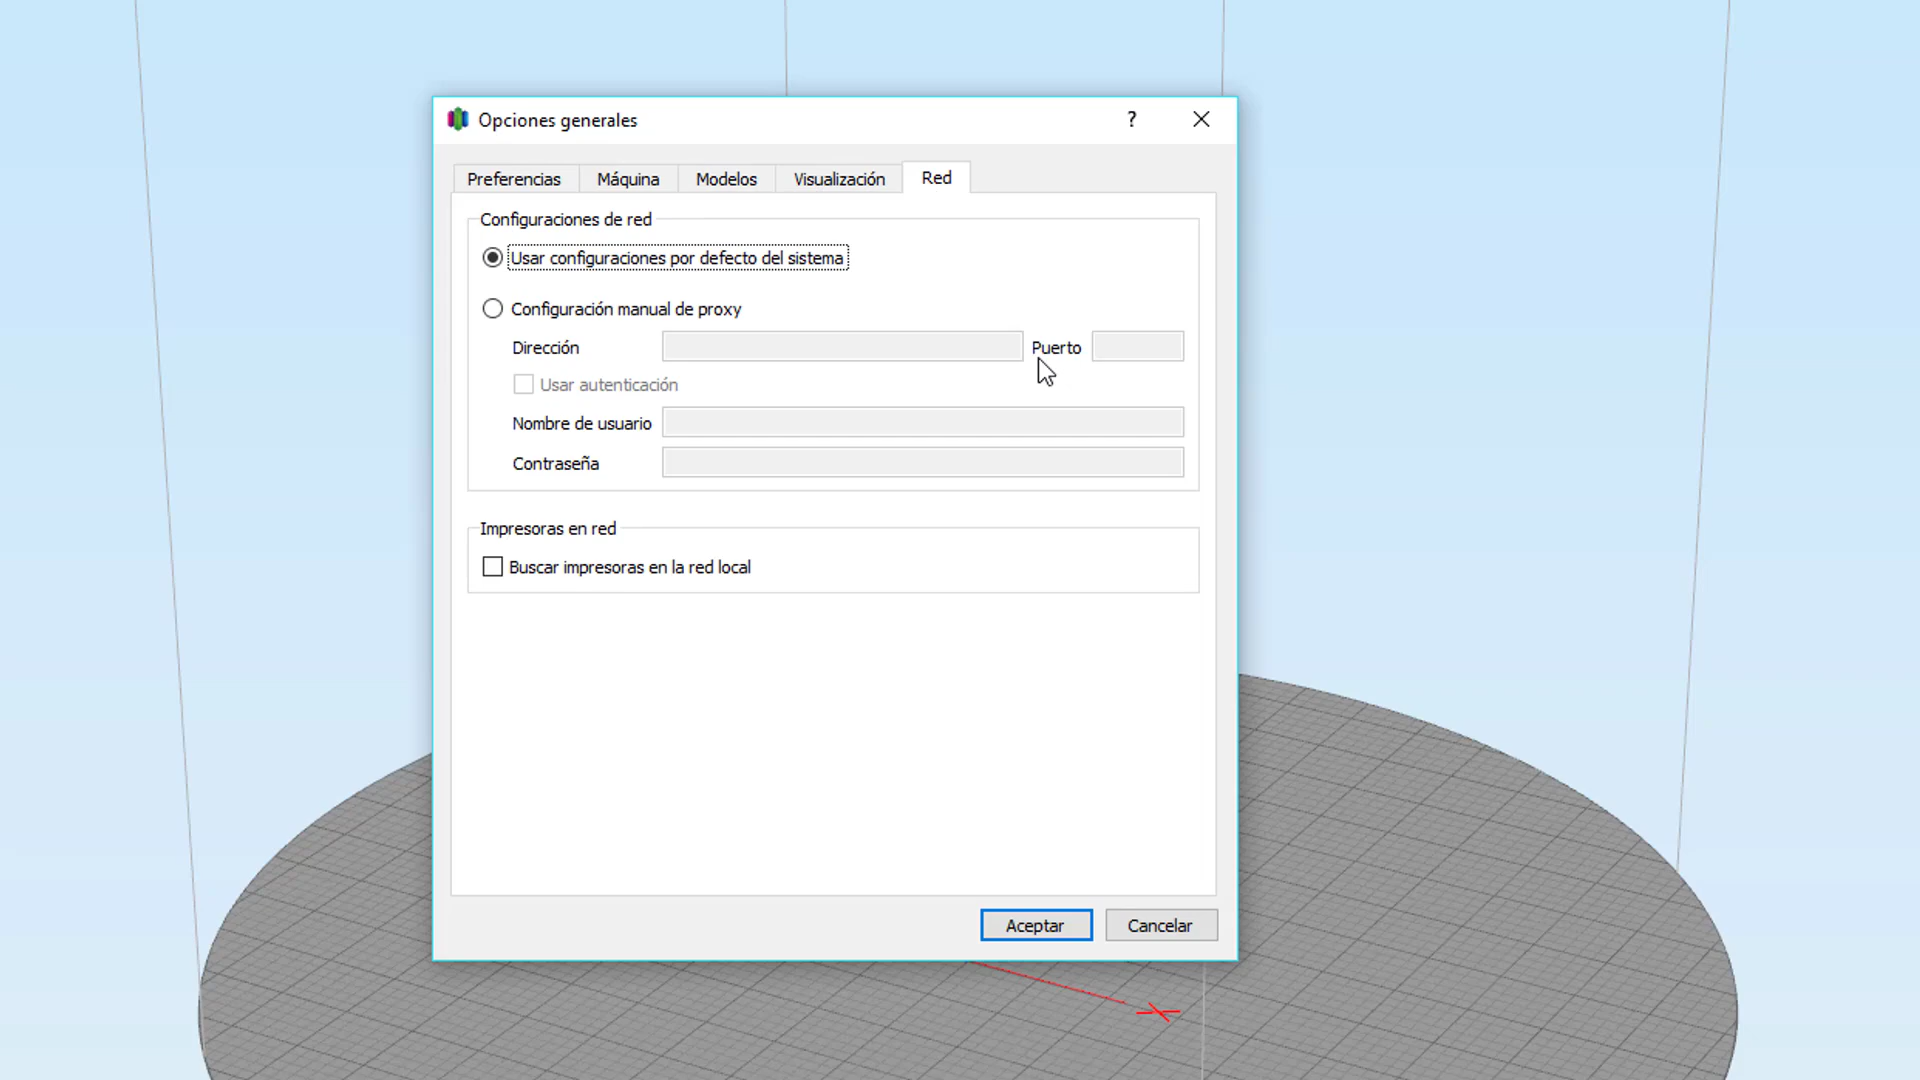 Opciones generales
?
Preferencias Máquina Modelos Visualización Red
Configuraciones de red
Usar configuraciones por defecto del sistema
Configuración manual de proxy
Dirección Puerto
Usar autenticación
Nombre de usuario
Contraseña
Impresoras en red
Buscar impresoras en la red local
Aceptar Cancelar